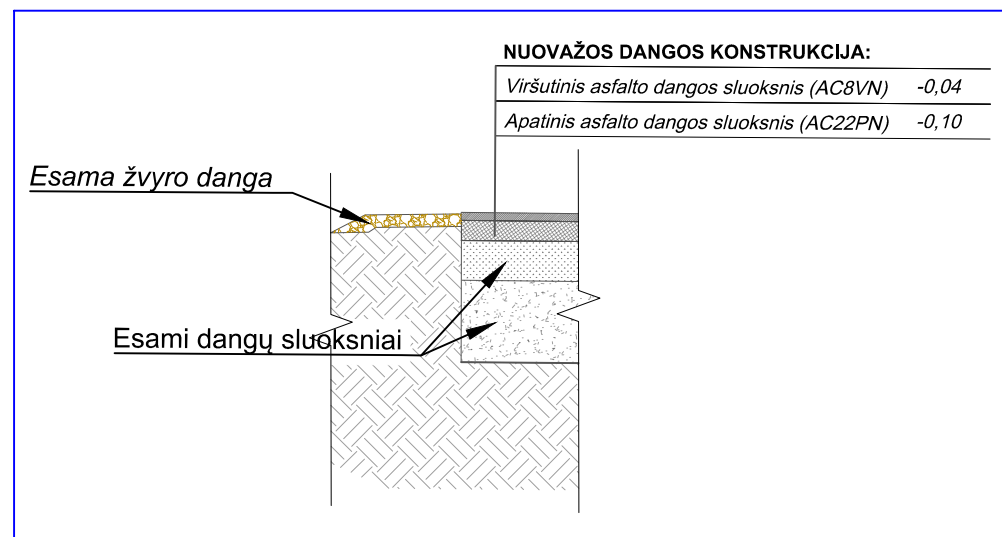 NUOVAŽOS DANGOS KONSTRUKCIJA:
Viršutinis asfalto dangos sluoksnis (AC8VN) -0,04
Apatinis asfalto dangos sluoksnis (AC22PN) -0,10
Esama žvyro danga
Esami dangų sluoksniai